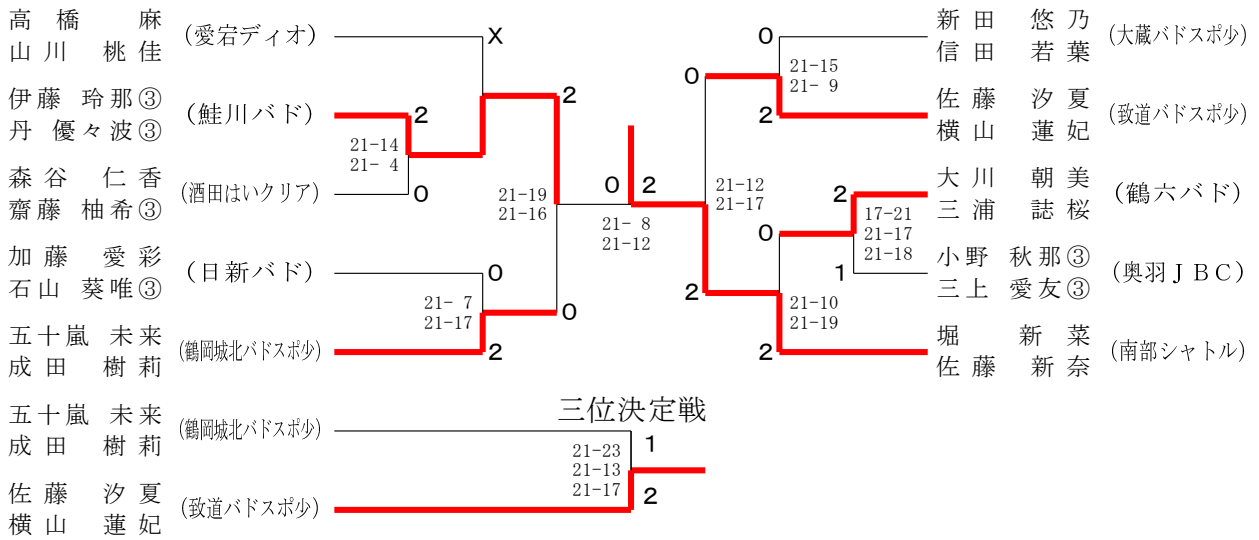 高橋 麻
山川 桃佳
(愛宕ディオ)
X
伊藤 玲那③
丹 優々波③
(鮭川バド)
2
2
21-14
21- 4
森谷 仁香
齋藤 柚希③
(酒田はいクリア)
0
21-19
21-16
加藤 愛彩
石山 葵唯③
(日新バド)
0
21- 7
21-17
0
五十嵐 未来
成田 樹莉
(鶴岡城北バドスポ少)
2
0 2
21- 8
21-12
新田 悠乃
信田 若葉
(大蔵バドスポ少)
0
0
21-15
21- 9
佐藤 汐夏
横山 蓮妃
(致道バドスポ少)
2
21-12
21-17
大川 朝美
三浦 誌桜
(鶴六バド)
2
0
17-21
21-17
21-18
小野 秋那③
三上 愛友③
(奥羽JBC)
1
2
21-10
21-19
堀 新菜
佐藤 新奈
(南部シャトル)
2
三位決定戦
五十嵐 未来
成田 樹莉
(鶴岡城北バドスポ少)
1
21-23
21-13
21-17
佐藤 汐夏
横山 蓮妃
(致道バドスポ少)
2